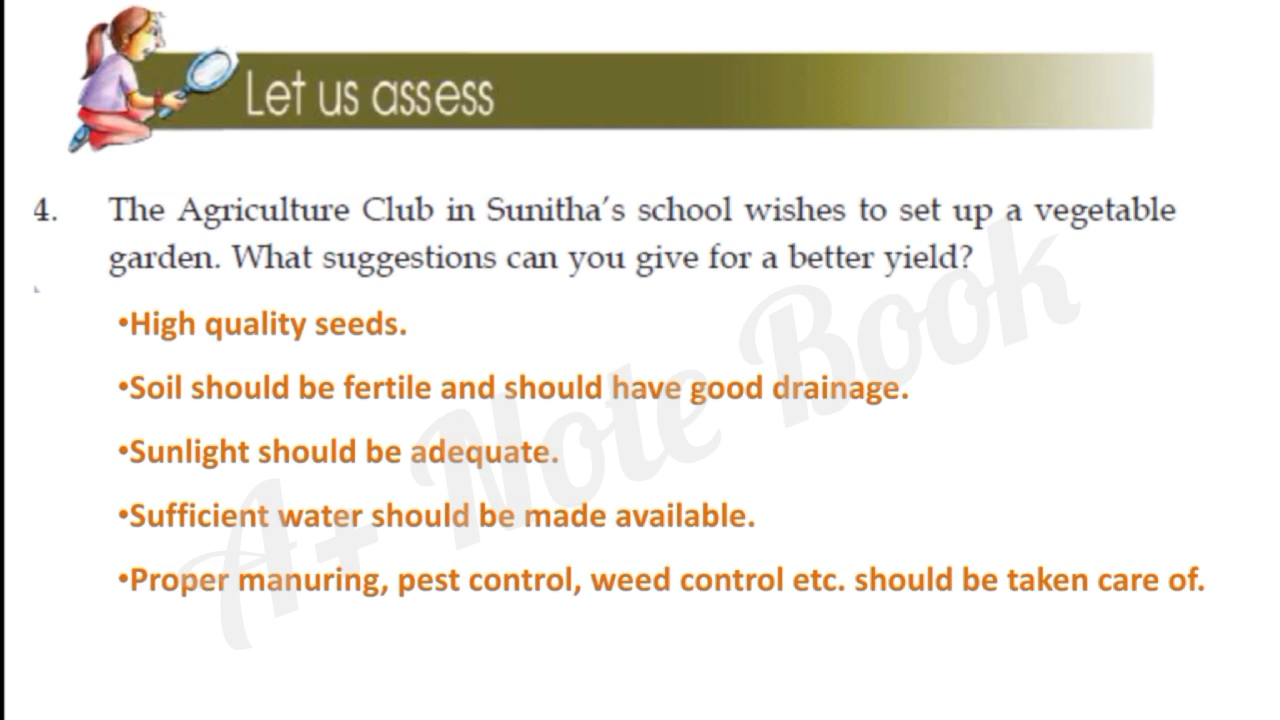 Let us assess
4. The Agriculture Club in Sunitha's school wishes to set up a vegetable
garden. What suggestions can you give for a better yield?
•High quality seeds.
•Soil should be fertile and should have good drainage.
•Sunlight should be adequate.
•Sufficient water should be made available.
•Proper manuring, pest control, weed control etc. should be taken care of.
A+ Note Book